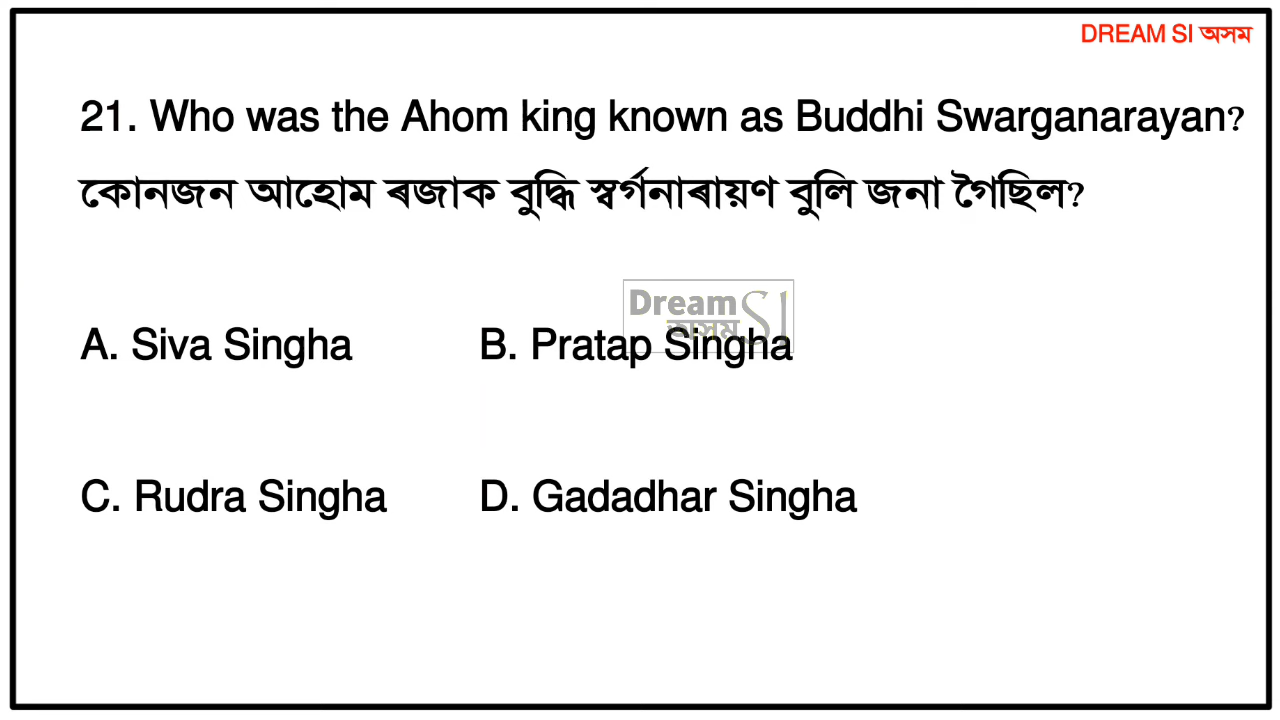 DREAM SI অসম
21. Who was the Ahom king known as Buddhi Swarganarayan?
কোনজন আহোম ৰজাক বুদ্ধি স্বৰ্গনাৰায়ণ বুলি জনা গৈছিল?
Dream SI
অসম
A. Siva Singha B. Pratap Singha
C. Rudra Singha D. Gadadhar Singha